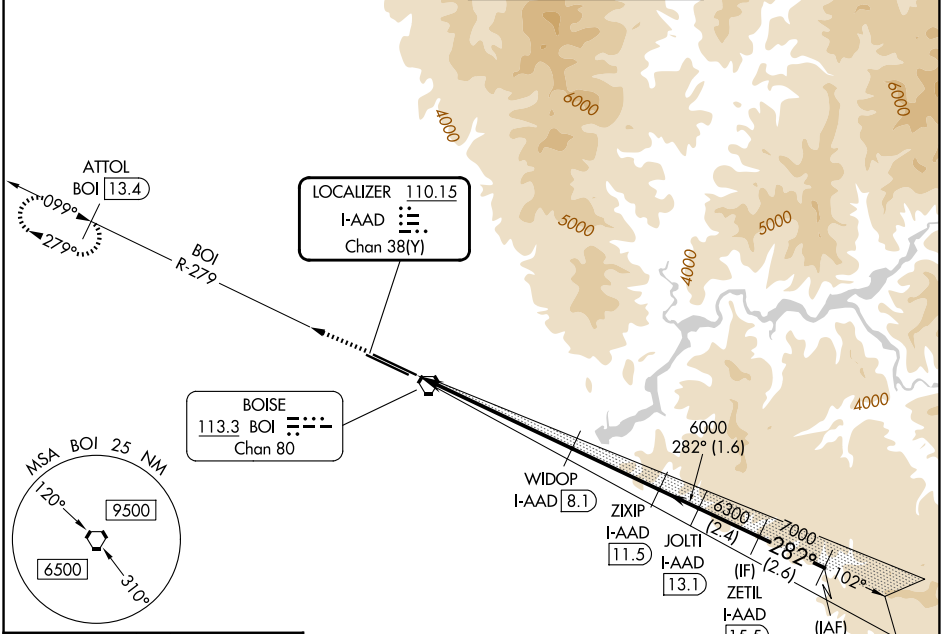 6000
6000
4000
ATTOL
BOI 13.4
099°
279°
LOCALIZER 110.15
I-AAD
Chan 38(Y)
5000
5000
4000
BOI
R-279
BOISE
113.3 BOI
Chan 80
4000
6000
282° (1.6)
MSA BOI 25 NM
120°
9500
6500
310°
WIDOP
I-AAD 8.1
ZIXIP
I-AAD
11.5
JOLTI
I-AAD
13.1
6300
(2.4)
7000
282°
(2.6)
102°
(IF)
ZETIL
I-AAD
15.5
(IAF)